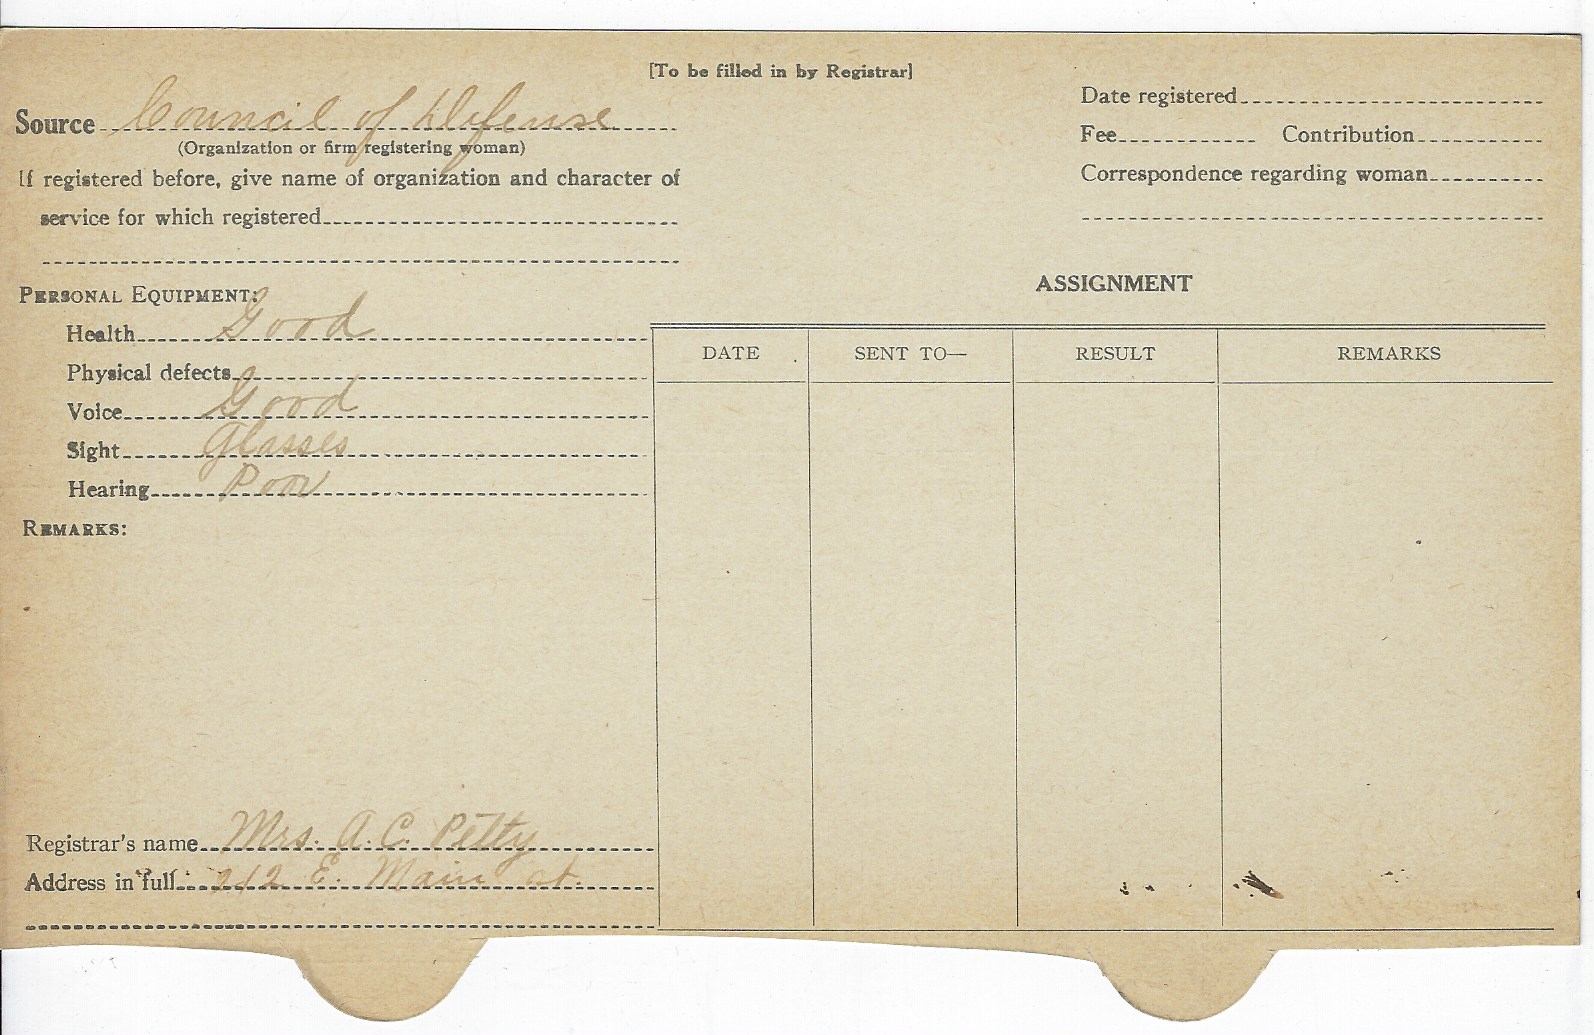 [To be filled in by Registrar]
Source Council of Defense
(Organization or firm registering woman)
If registered before, give name of organization and character of
service for which registered
Date registered
Fee Contribution
Correspondence regarding woman
PERSONAL EQUIPMENT:
Health Good
Physical defects
Voice Good
Sight Glasses
Hearing Poor
REMARKS:
Registrar's name Mrs. A. C. Petty
Address in full E. Main st.
ASSIGNMENT
DATE SENT TO— RESULT REMARKS